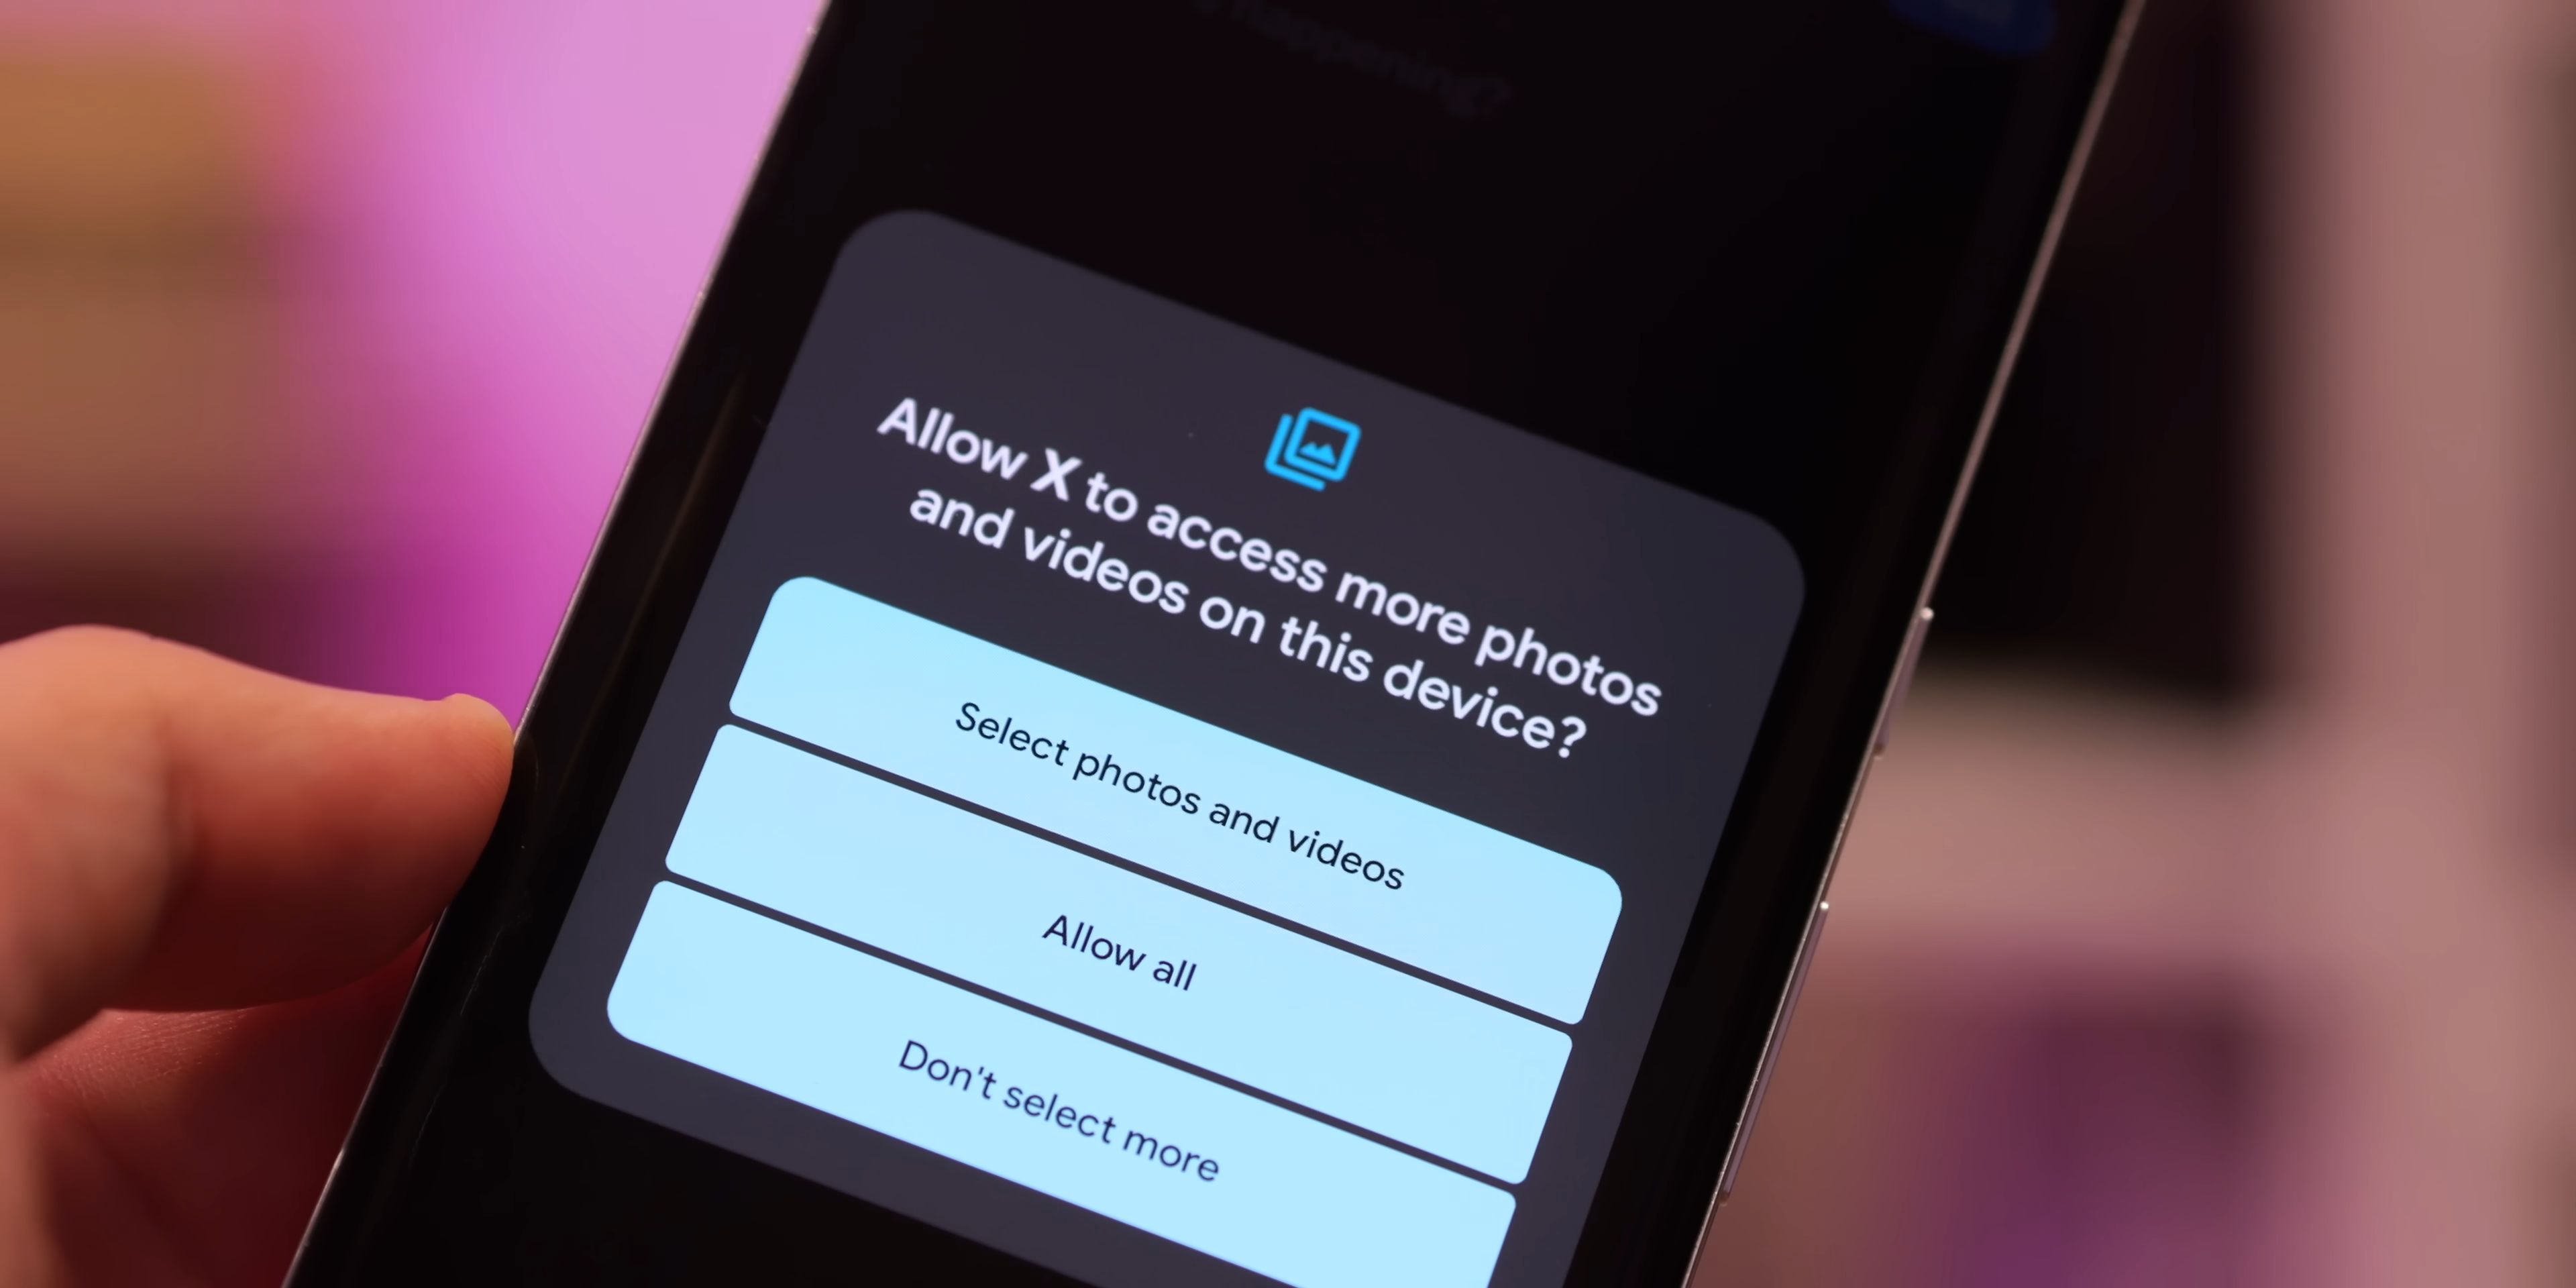 happening?
Allow X to access more photos
and videos on this device?
Select photos and videos
Allow all
Don't select more